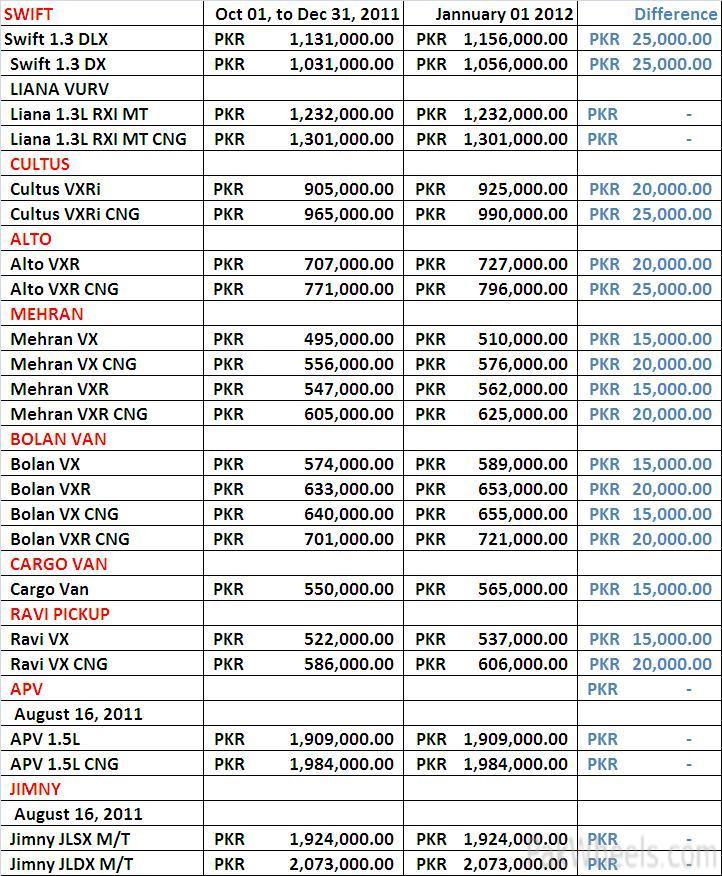 SWIFT Oct 01, to Dec 31, 2011 Jannuary 01 2012 Difference
Swift 1.3 DLX PKR 1,131,000.00 PKR 1,156,000.00 PKR 25,000.00
Swift 1.3 DX PKR 1,031,000.00 PKR 1,056,000.00 PKR 25,000.00
LIANA VURV
Liana 1.3L RXI MT PKR 1,232,000.00 PKR 1,232,000.00 PKR -
Liana 1.3L RXI MT CNG PKR 1,301,000.00 PKR 1,301,000.00 PKR -
CULTUS
Cultus VXRi PKR 905,000.00 PKR 925,000.00 PKR 20,000.00
Cultus VXRi CNG PKR 965,000.00 PKR 990,000.00 PKR 25,000.00
ALTO
Alto VXR PKR 707,000.00 PKR 727,000.00 PKR 20,000.00
Alto VXR CNG PKR 771,000.00 PKR 796,000.00 PKR 25,000.00
MEHRAN
Mehran VX PKR 495,000.00 PKR 510,000.00 PKR 15,000.00
Mehran VX CNG PKR 556,000.00 PKR 576,000.00 PKR 20,000.00
Mehran VXR PKR 547,000.00 PKR 562,000.00 PKR 15,000.00
Mehran VXR CNG PKR 605,000.00 PKR 625,000.00 PKR 20,000.00
BOLAN VAN
Bolan VX PKR 574,000.00 PKR 589,000.00 PKR 15,000.00
Bolan VXR PKR 633,000.00 PKR 653,000.00 PKR 20,000.00
Bolan VX CNG PKR 640,000.00 PKR 655,000.00 PKR 15,000.00
Bolan VXR CNG PKR 701,000.00 PKR 721,000.00 PKR 20,000.00
CARGO VAN
Cargo Van PKR 550,000.00 PKR 565,000.00 PKR 15,000.00
RAVI PICKUP
Ravi VX PKR 522,000.00 PKR 537,000.00 PKR 15,000.00
Ravi VX CNG PKR 586,000.00 PKR 606,000.00 PKR 20,000.00
APV PKR -
August 16, 2011
APV 1.5L PKR 1,909,000.00 PKR 1,909,000.00 PKR -
APV 1.5L CNG PKR 1,984,000.00 PKR 1,984,000.00 PKR -
JIMNY
August 16, 2011
Jimny JLSX M/T PKR 1,924,000.00 PKR 1,924,000.00 PKR -
Jimny JLDX M/T PKR 2,073,000.00 PKR 2,073,000.00 PKR -
PakWheels.com